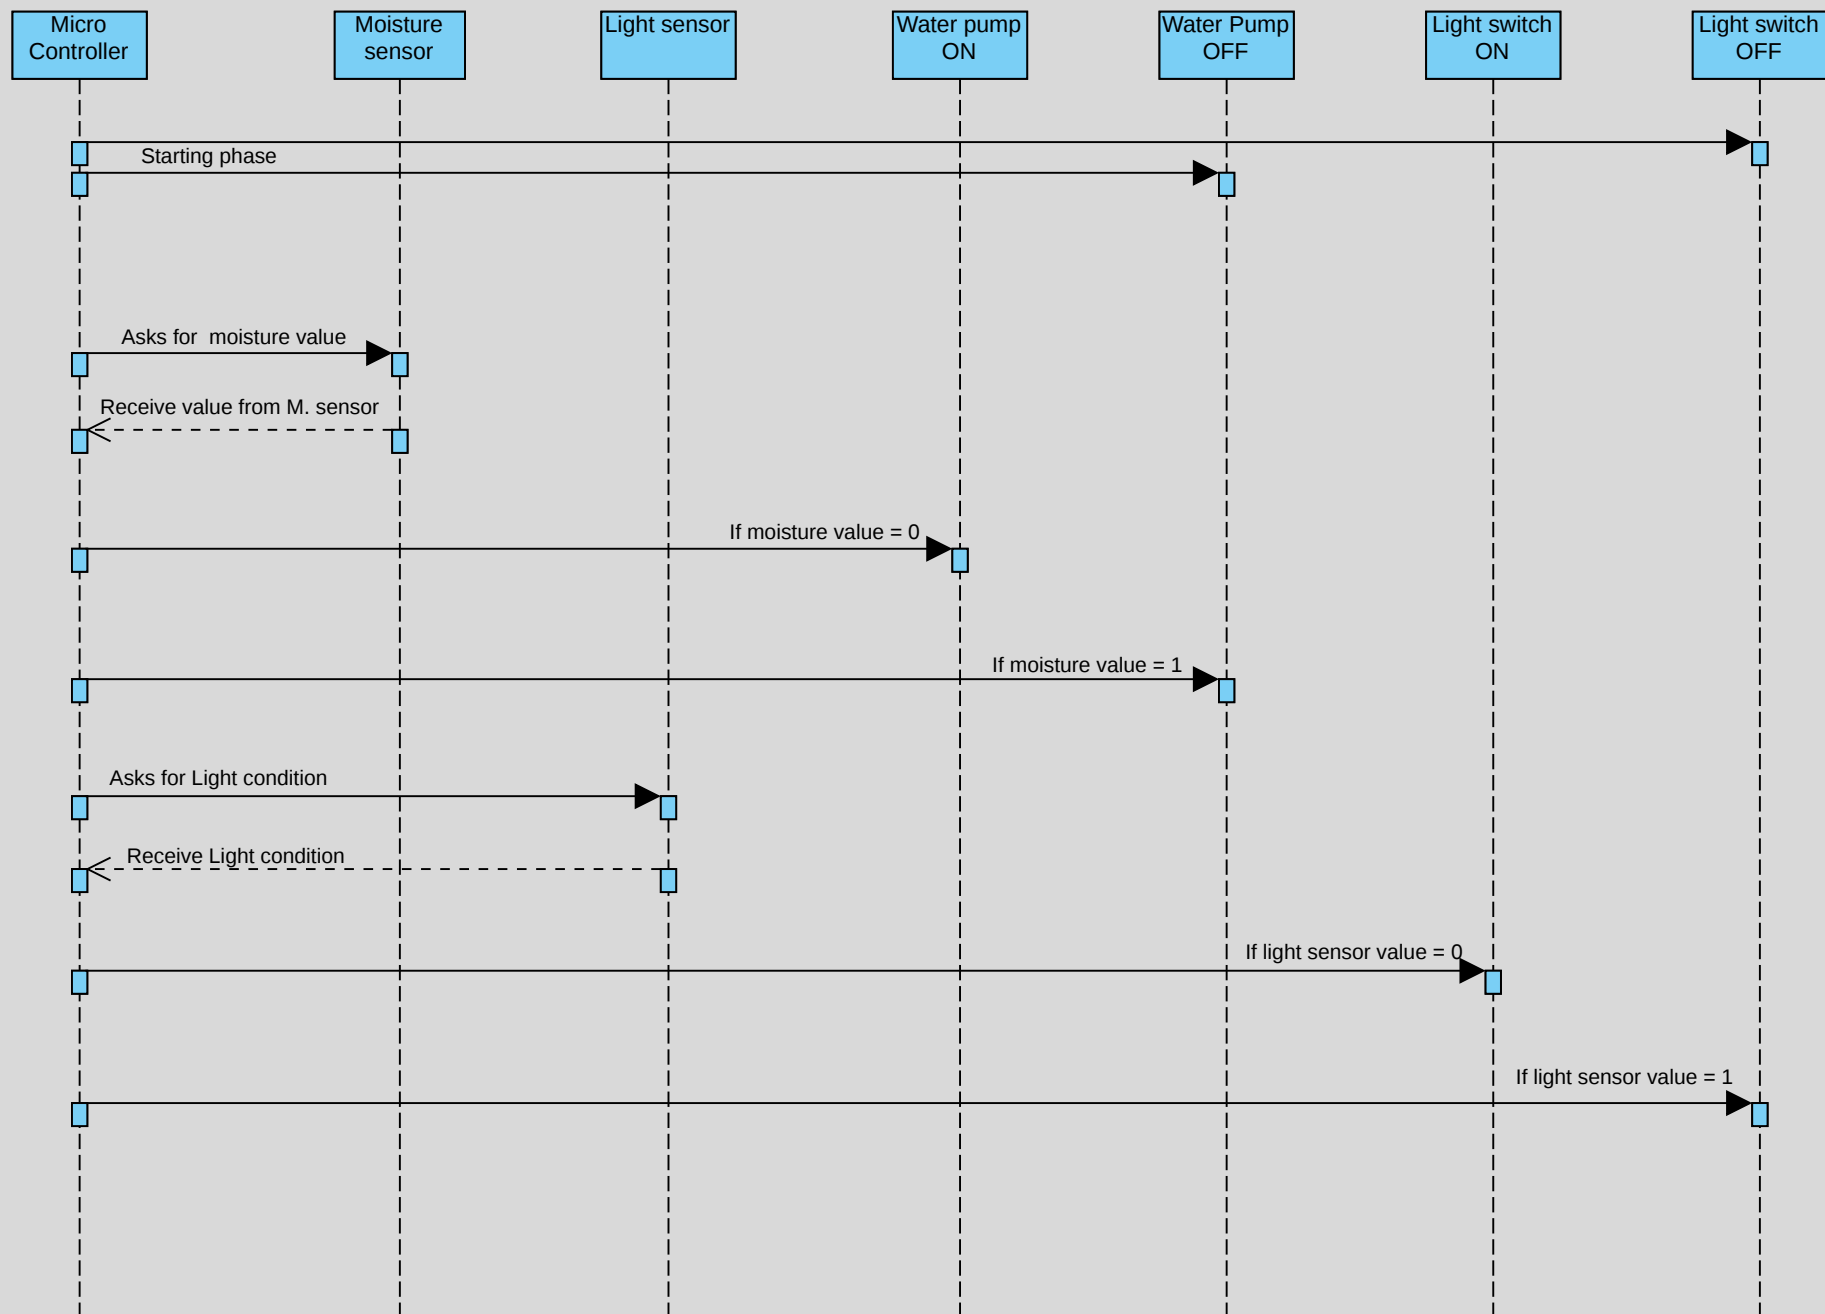 Micro
Controller
Moisture
sensor
Light sensor
Water pump
ON
Water Pump
OFF
Light switch
ON
Light switch
OFF
Starting phase
Asks for  moisture value
Receive value from M. sensor
If moisture value = 0
If moisture value = 1
Asks for Light condition
Receive Light condition
If light sensor value = 0
If light sensor value = 1